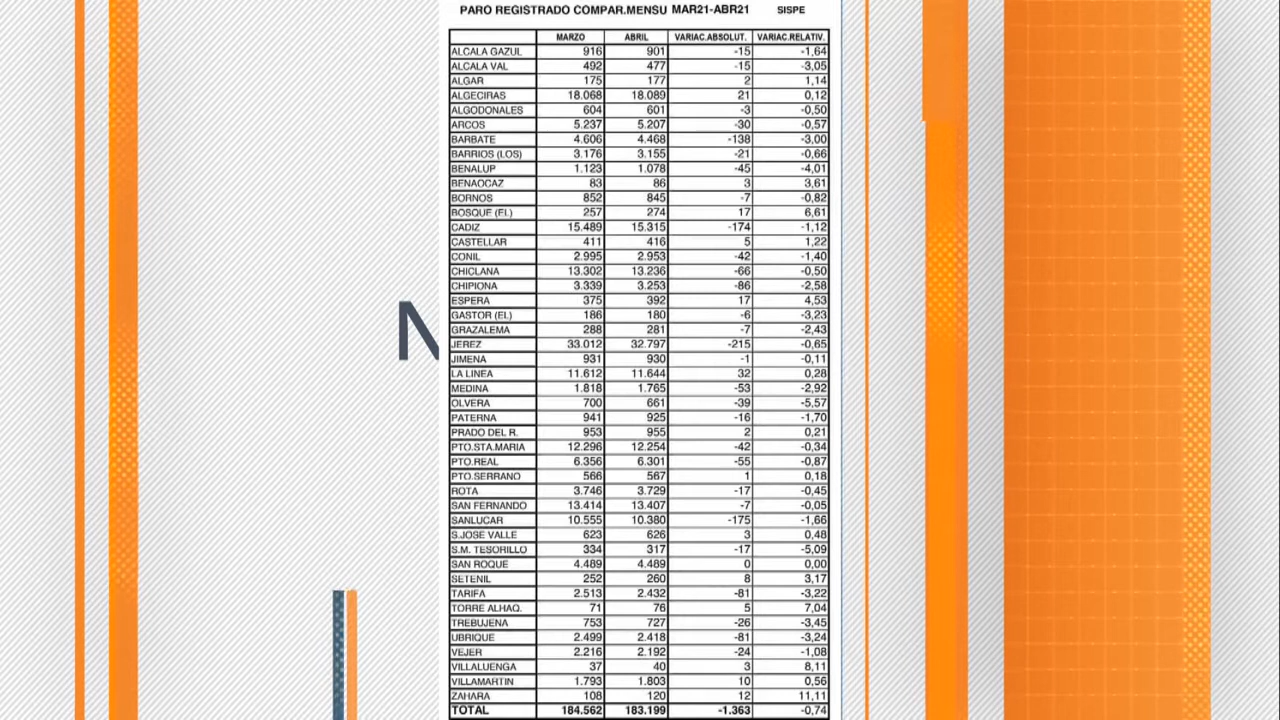 PARO REGISTRADO COMPAR.MENSU MAR21-ABR21 SISPE
MARZO ABRIL VARIAC.ABSOLUT. VARIAC.RELATIV.
ALCALA GAZUL 916 901 -15 -1,64
ALCALA VAL 492 477 -15 -3,05
ALGAR 175 177 2 1,14
ALGECIRAS 18.068 18.089 21 0,12
ALGODONALES 604 601 -3 -0,50
ARCOS 5.237 5.207 -30 -0,57
BARBATE 4.606 4.468 -138 -3,00
BARRIOS (LOS) 3.176 3.155 -21 -0,66
BENALUP 1.123 1.078 -45 -4,01
BENAOCAZ 83 86 3 3,61
BORNOS 852 845 -7 -0,82
BOSQUE (EL) 257 274 17 6,61
CADIZ 15.489 15.315 -174 -1,12
CASTELLAR 411 416 5 1,22
CONIL 2.995 2.953 -42 -1,40
CHICLANA 13.302 13.236 -66 -0,50
CHIPIONA 3.339 3.253 -86 -2,58
ESPERA 375 392 17 4,53
GASTOR (EL) 186 180 -6 -3,23
GRAZALEMA 288 281 -7 -2,43
JEREZ 33.012 32.797 -215 -0,65
JIMENA 931 930 -1 -0,11
LA LINEA 11.612 11.644 32 0,28
MEDINA 1.818 1.765 -53 -2,92
OLVERA 700 661 -39 -5,57
PATERNA 941 925 -16 -1,70
PRADO DEL R. 953 955 2 0,21
PTO.STA.MARIA 12.296 12.254 -42 -0,34
PTO.REAL 6.356 6.301 -55 -0,87
PTO.SERRANO 566 567 1 0,18
ROTA 3.746 3.729 -17 -0,45
SAN FERNANDO 13.414 13.407 -7 -0,05
SANLUCAR 10.555 10.380 -175 -1,66
S.JOSE VALLE 623 626 3 0,48
S.M. TESORILLO 334 317 -17 -5,09
SAN ROQUE 4.489 4.489 0 0,00
SETENIL 252 260 8 3,17
TARIFA 2.513 2.432 -81 -3,22
TORRE ALHAQ. 71 76 5 7,04
TREBUJENA 753 727 -26 -3,45
UBRIQUE 2.499 2.418 -81 -3,24
VEJER 2.216 2.192 -24 -1,08
VILLALUENGA 37 40 3 8,11
VILLAMARTIN 1.793 1.803 10 0,56
ZAHARA 108 120 12 11,11
TOTAL 184.562 183.199 -1.363 -0,74